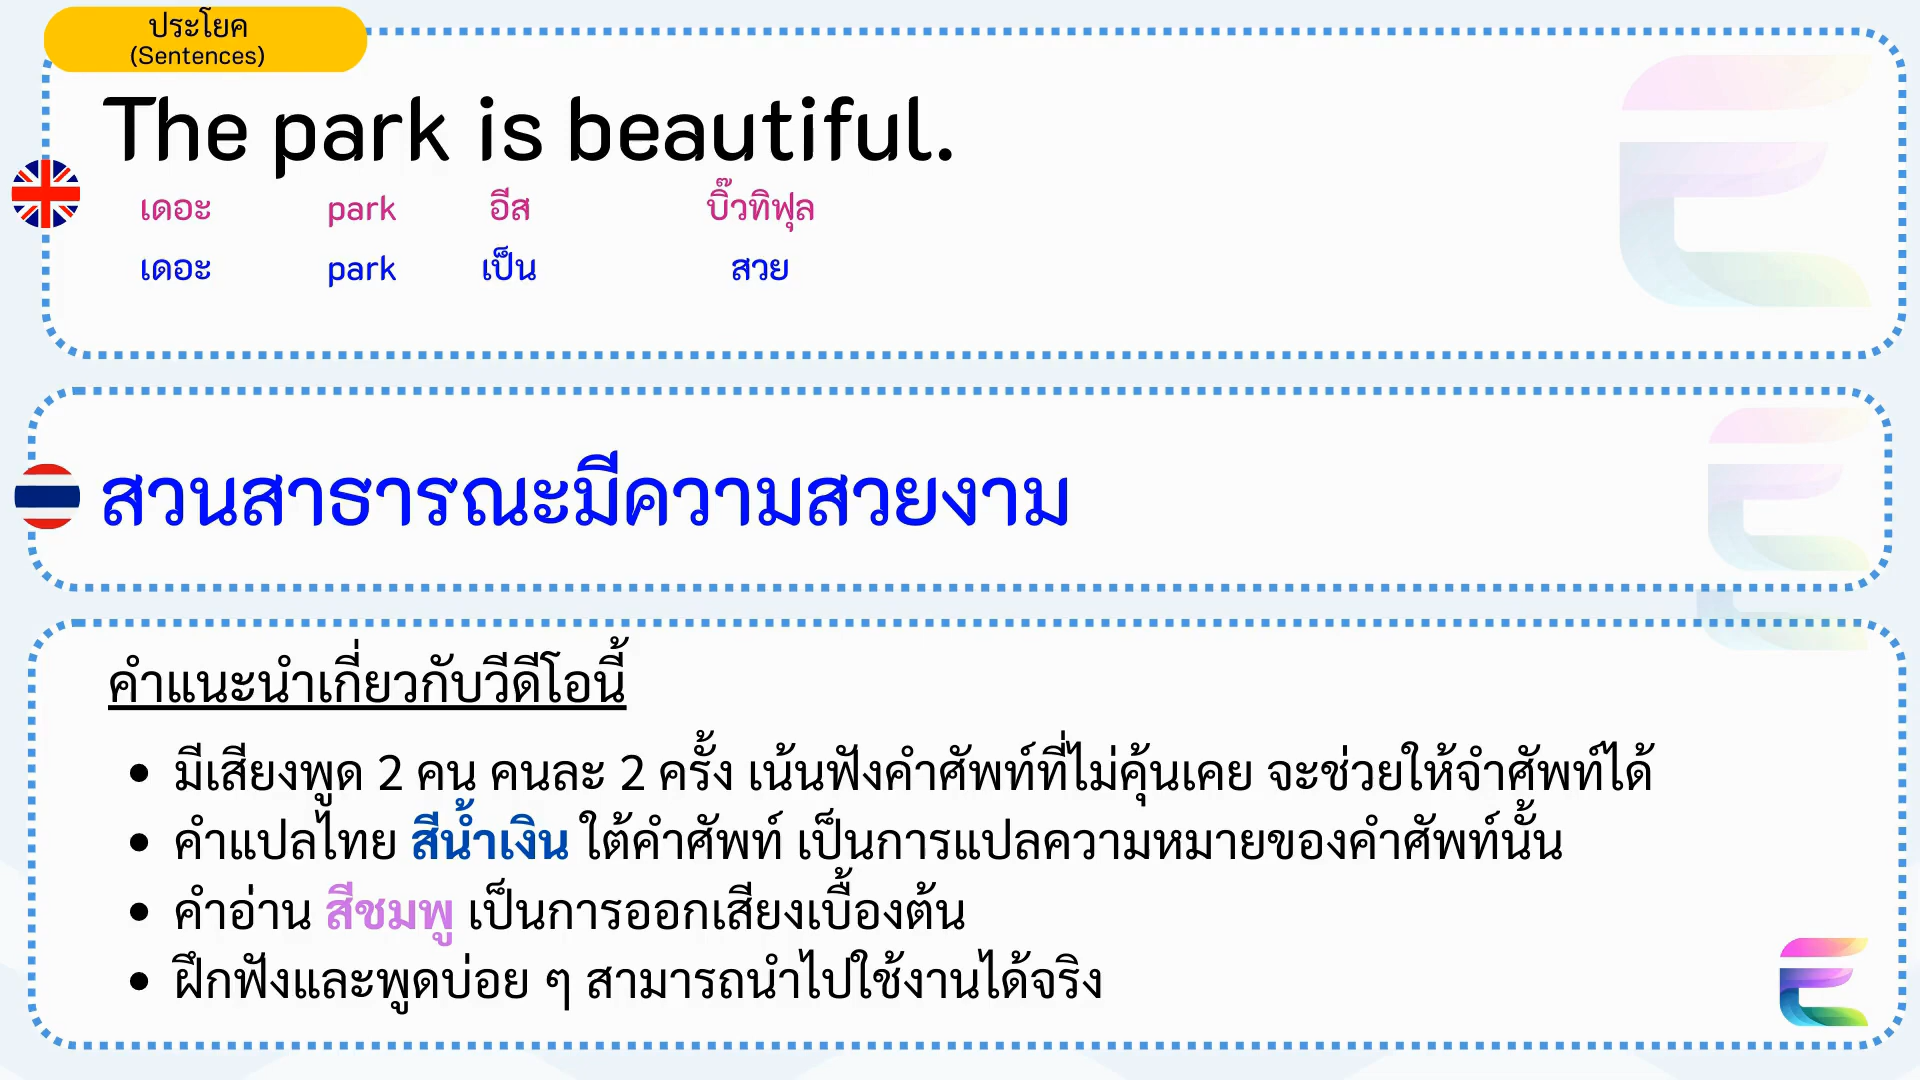 ประโยค
(Sentences)
The park is beautiful.
เดอะ park อีส บิ๊วทิฟุล
เดอะ park เป็น สวย
สวนสาธารณะมีความสวยงาม
คำแนะนำเกี่ยวกับวีดีโอนี้
• มีเสียงพูด 2 คน คนละ 2 ครั้ง เน้นฟังคำศัพท์ที่ไม่คุ้นเคย จะช่วยให้จำศัพท์ได้
• คำแปลไทย สีน้ำเงิน ใต้คำศัพท์ เป็นการแปลความหมายของคำศัพท์นั้น
• คำอ่าน สีชมพู เป็นการออกเสียงเบื้องต้น
• ฝึกฟังและพูดบ่อย ๆ สามารถนำไปใช้งานได้จริง